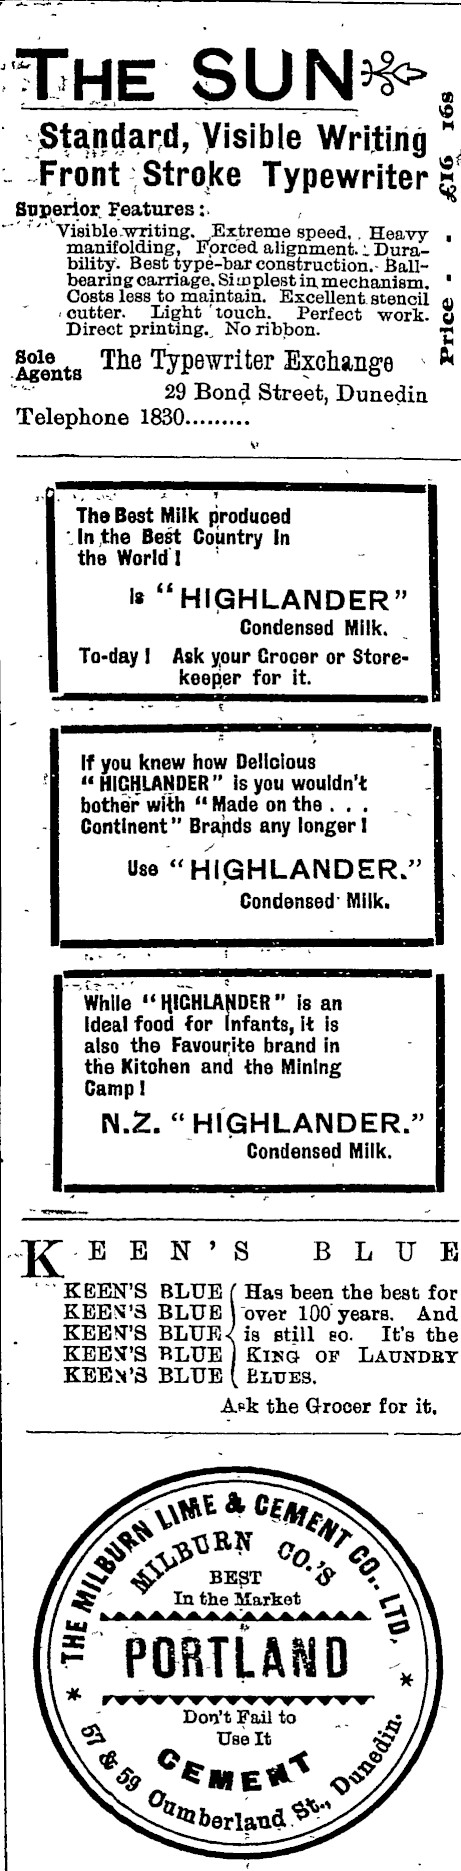 THE SUN
Standard, Visible Writing
Front Stroke Typewriter
Price - - £16 16s
Superior Features:
Visible writing. Extreme speed. Heavy
manifolding, Forced alignment. Dura-
bility. Best type-bar construction. Ball-
bearing carriage. Simplest in mechanism.
Costs less to maintain. Excellent stencil
cutter. Light touch. Perfect work.
Direct printing. No ribbon.
Sole Agents The Typewriter Exchange
29 Bond Street, Dunedin
Telephone 1830.........
The Best Milk produced
In the Best Country In
the World!
Is "HIGHLANDER"
Condensed Milk.
To-day! Ask your Grocer or Store-
keeper for it.
If you knew how Delicious
"HIGHLANDER" is you wouldn't
bother with "Made on the . . .
Continent" Brands any longer!
Use "HIGHLANDER."
Condensed Milk.
While "HIGHLANDER" is an
Ideal food for Infants, it is
also the Favourite brand in
the Kitchen and the Mining
Camp!
N.Z. "HIGHLANDER."
Condensed Milk.
KEEN'S BLUE
KEEN'S BLUE Has been the best for
KEEN'S BLUE over 100 years. And
KEEN'S BLUE is still so. It's the
KEEN'S BLUE KING OF LAUNDRY
KEEN'S BLUE BLUES.
Ask the Grocer for it.
THE MILBURN LIME & CEMENT CO., LTD.
MILBURN CO.'S
BEST
In the Market
PORTLAND
Don't Fail to
Use It
CEMENT
* 57 & 59 Cumberland St., Dunedin. *